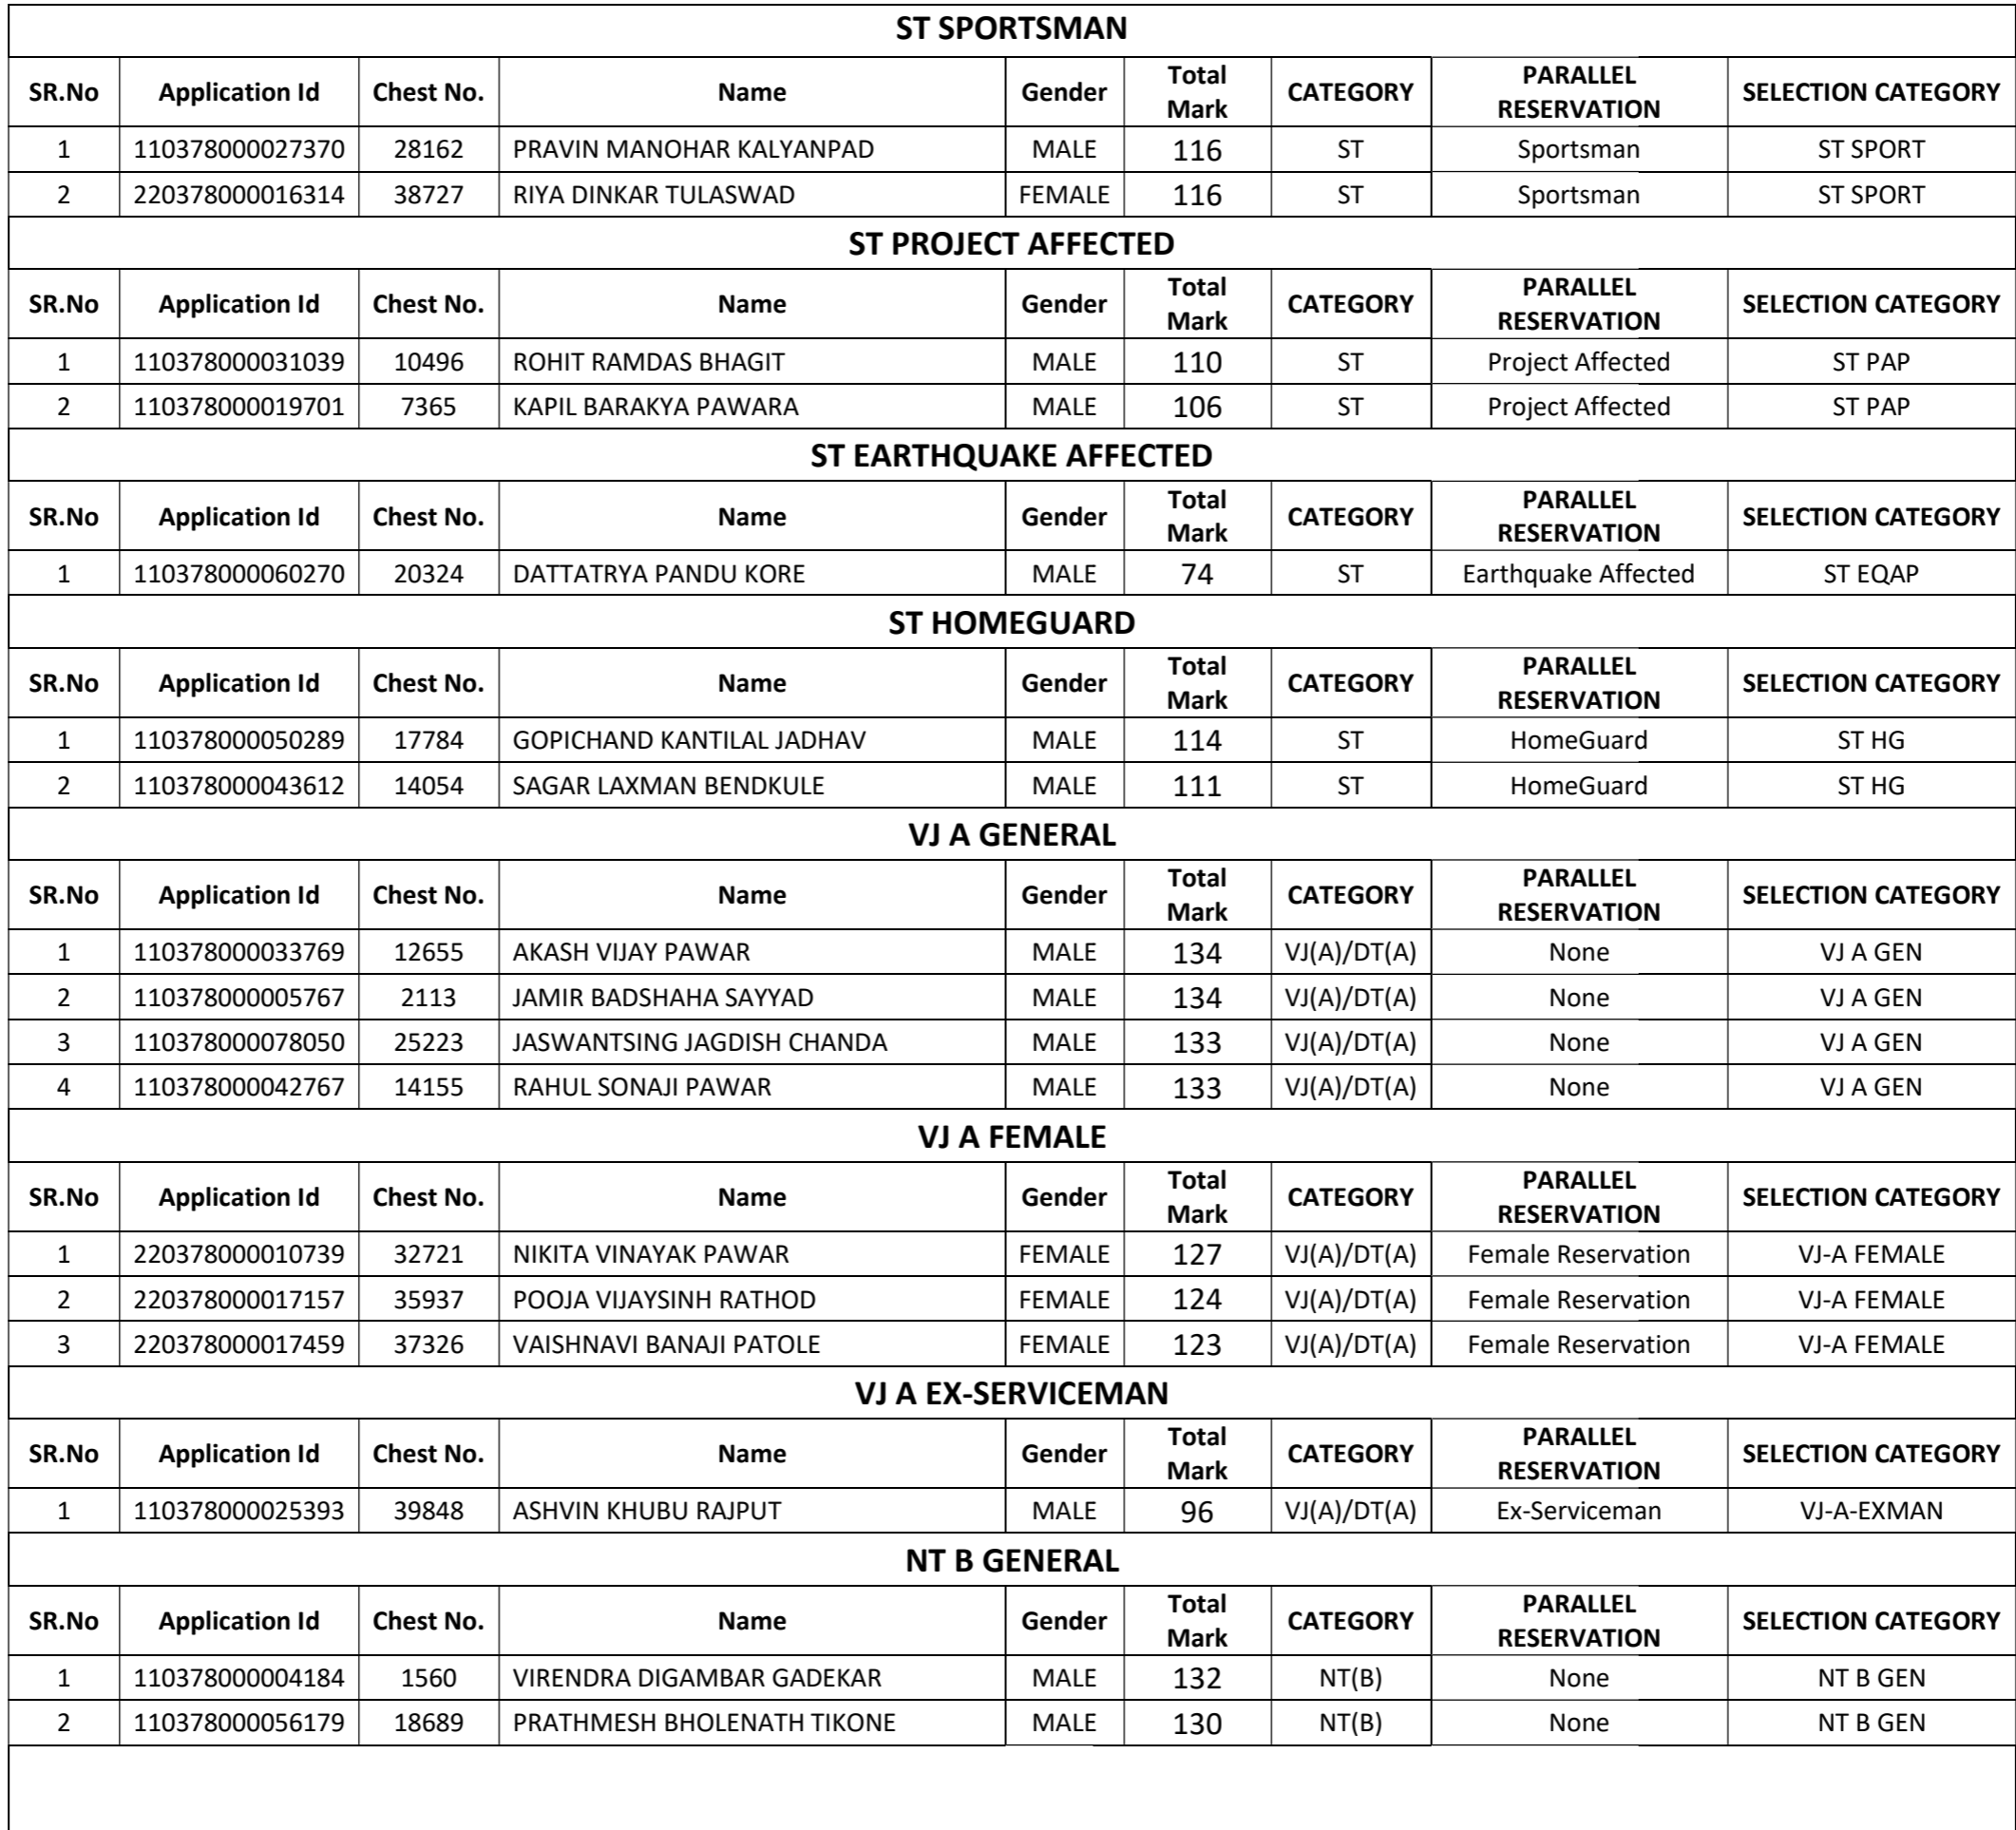 ST SPORTSMAN
SR.No Application Id Chest No. Name Gender Total Mark CATEGORY PARALLEL RESERVATION SELECTION CATEGORY
1 110378000027370 28162 PRAVIN MANOHAR KALYANPAD MALE 116 ST Sportsman ST SPORT
2 220378000016314 38727 RIYA DINKAR TULASWAD FEMALE 116 ST Sportsman ST SPORT
ST PROJECT AFFECTED
SR.No Application Id Chest No. Name Gender Total Mark CATEGORY PARALLEL RESERVATION SELECTION CATEGORY
1 110378000031039 10496 ROHIT RAMDAS BHAGIT MALE 110 ST Project Affected ST PAP
2 110378000019701 7365 KAPIL BARAKYA PAWARA MALE 106 ST Project Affected ST PAP
ST EARTHQUAKE AFFECTED
SR.No Application Id Chest No. Name Gender Total Mark CATEGORY PARALLEL RESERVATION SELECTION CATEGORY
1 110378000060270 20324 DATTATRYA PANDU KORE MALE 74 ST Earthquake Affected ST EQAP
ST HOMEGUARD
SR.No Application Id Chest No. Name Gender Total Mark CATEGORY PARALLEL RESERVATION SELECTION CATEGORY
1 110378000050289 17784 GOPICHAND KANTILAL JADHAV MALE 114 ST HomeGuard ST HG
2 110378000043612 14054 SAGAR LAXMAN BENDKULE MALE 111 ST HomeGuard ST HG
VJ A GENERAL
SR.No Application Id Chest No. Name Gender Total Mark CATEGORY PARALLEL RESERVATION SELECTION CATEGORY
1 110378000033769 12655 AKASH VIJAY PAWAR MALE 134 VJ(A)/DT(A) None VJ A GEN
2 110378000005767 2113 JAMIR BADSHAHA SAYYAD MALE 134 VJ(A)/DT(A) None VJ A GEN
3 110378000078050 25223 JASWANTSING JAGDISH CHANDA MALE 133 VJ(A)/DT(A) None VJ A GEN
4 110378000042767 14155 RAHUL SONAJI PAWAR MALE 133 VJ(A)/DT(A) None VJ A GEN
VJ A FEMALE
SR.No Application Id Chest No. Name Gender Total Mark CATEGORY PARALLEL RESERVATION SELECTION CATEGORY
1 220378000010739 32721 NIKITA VINAYAK PAWAR FEMALE 127 VJ(A)/DT(A) Female Reservation VJ-A FEMALE
2 220378000017157 35937 POOJA VIJAYSINH RATHOD FEMALE 124 VJ(A)/DT(A) Female Reservation VJ-A FEMALE
3 220378000017459 37326 VAISHNAVI BANAJI PATOLE FEMALE 123 VJ(A)/DT(A) Female Reservation VJ-A FEMALE
VJ A EX-SERVICEMAN
SR.No Application Id Chest No. Name Gender Total Mark CATEGORY PARALLEL RESERVATION SELECTION CATEGORY
1 110378000025393 39848 ASHVIN KHUBU RAJPUT MALE 96 VJ(A)/DT(A) Ex-Serviceman VJ-A-EXMAN
NT B GENERAL
SR.No Application Id Chest No. Name Gender Total Mark CATEGORY PARALLEL RESERVATION SELECTION CATEGORY
1 110378000004184 1560 VIRENDRA DIGAMBAR GADEKAR MALE 132 NT(B) None NT B GEN
2 110378000056179 18689 PRATHMESH BHOLENATH TIKONE MALE 130 NT(B) None NT B GEN